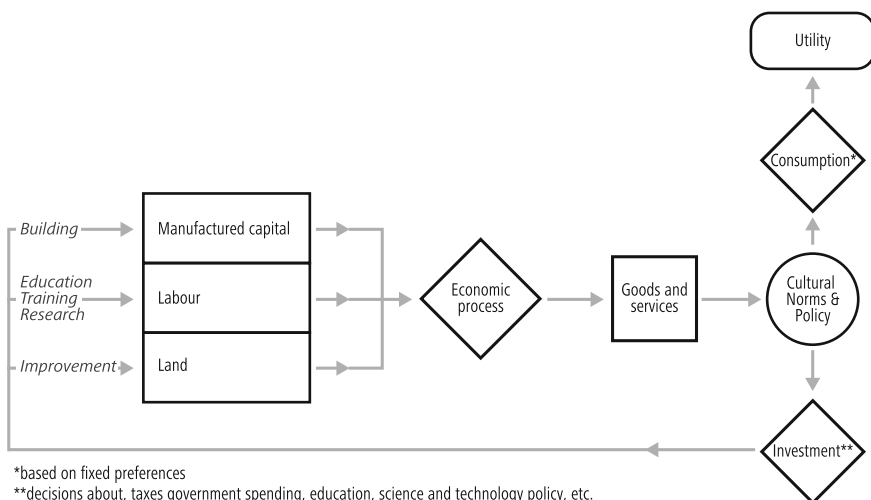 Utility
Consumption*
Building
Manufactured capital
Education
Training
Research
Labour
Economic
process
Goods and
services
Cultural
Norms &
Policy
Improvement
Land
Investment**
*based on fixed preferences
**decisions about, taxes government spending, education, science and technology policy, etc.